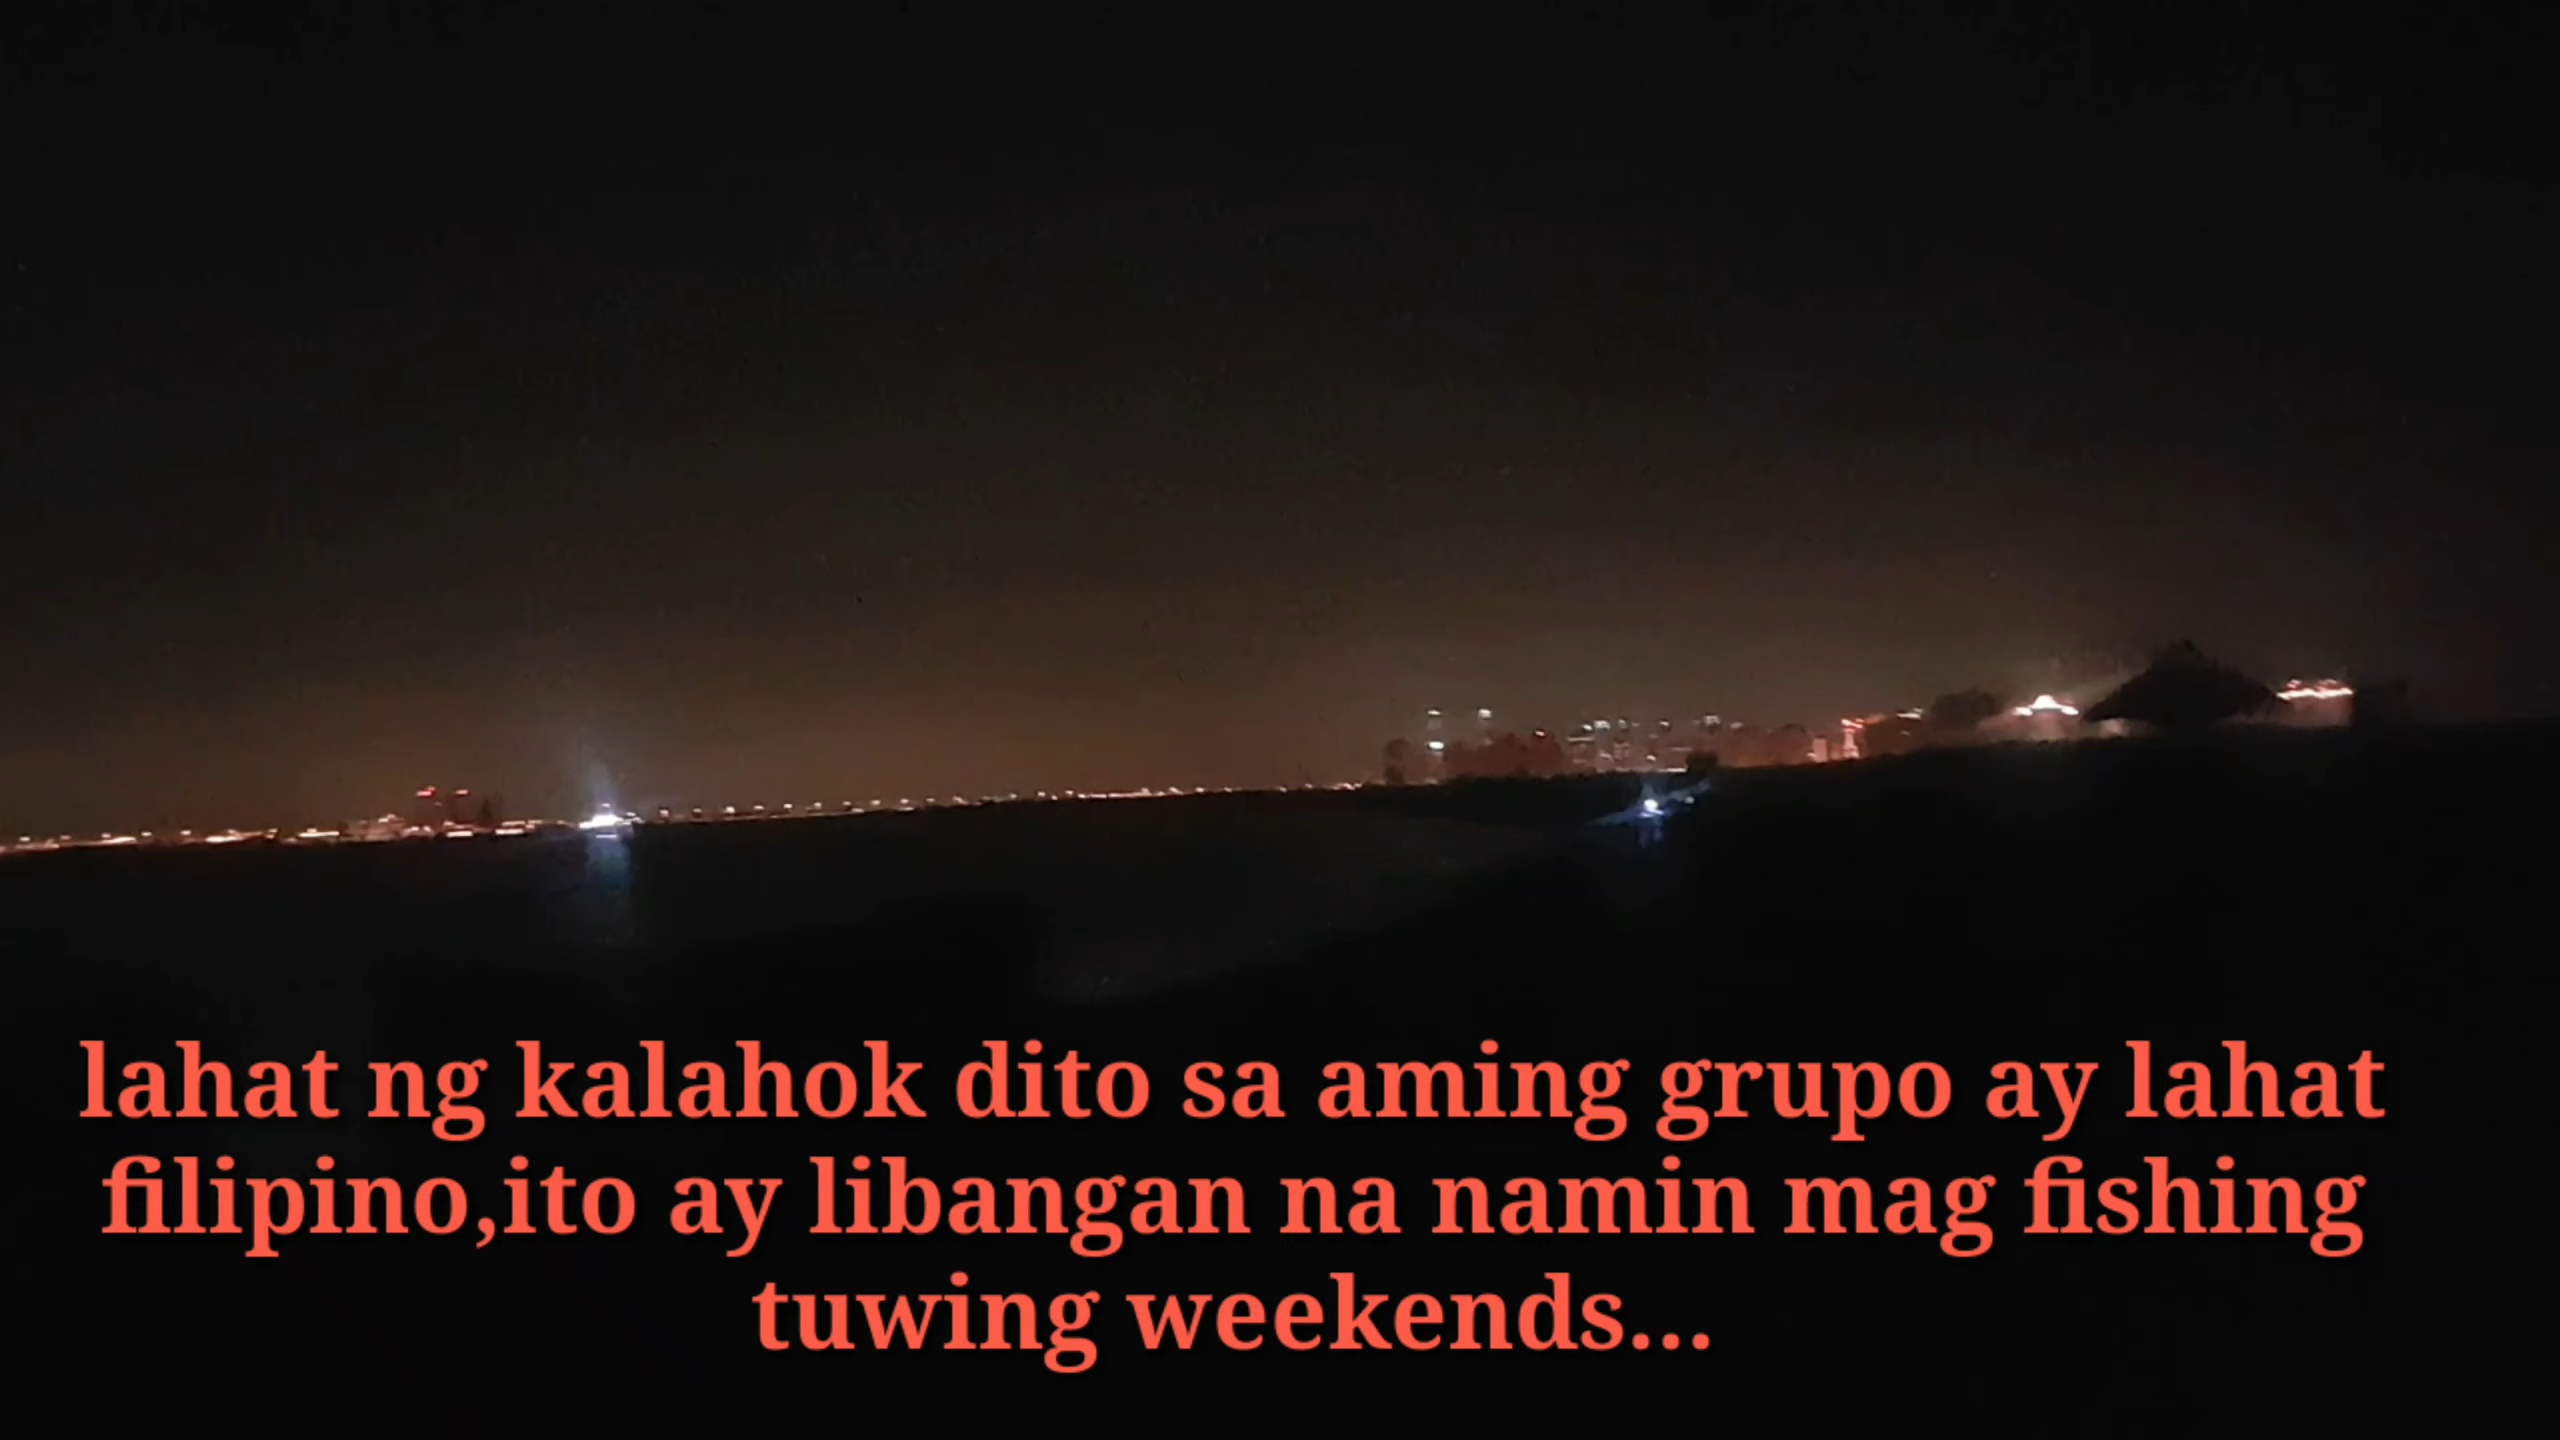 lahat ng kalahok dito sa aming grupo ay lahat
filipino,ito ay libangan na namin mag fishing
tuwing weekends...